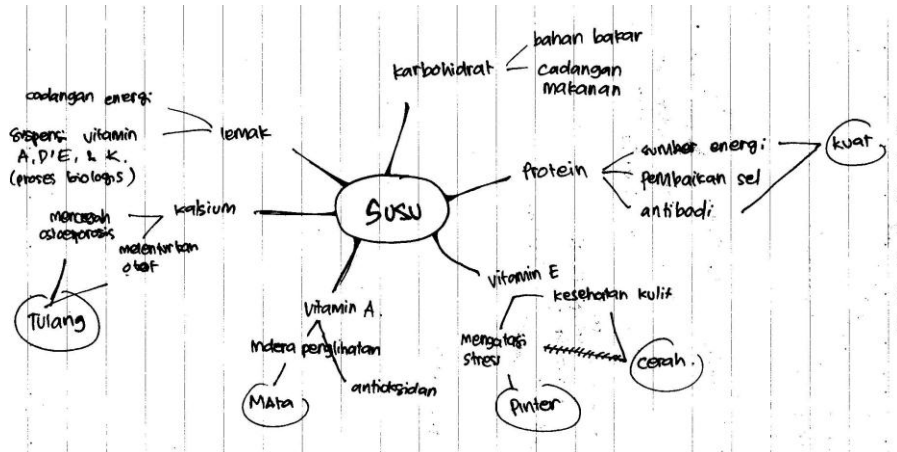 bahan bakar
karbohidrat
cadangan
makanan
cadangan energi
lemak
suspensi vitamin
A, D, E, & K.
(proses biologis)
sumber energi
kuat
Protein
pembaikan sel
antibodi
kalsium
mencegah
osteoporosis
melenturkan
otot
Tulang
SUSU
vitamin E
kesehatan kulit
mengatasi
stress
cerah.
Pinter
Vitamin A.
Indera penglihatan
antioksidan
MAta